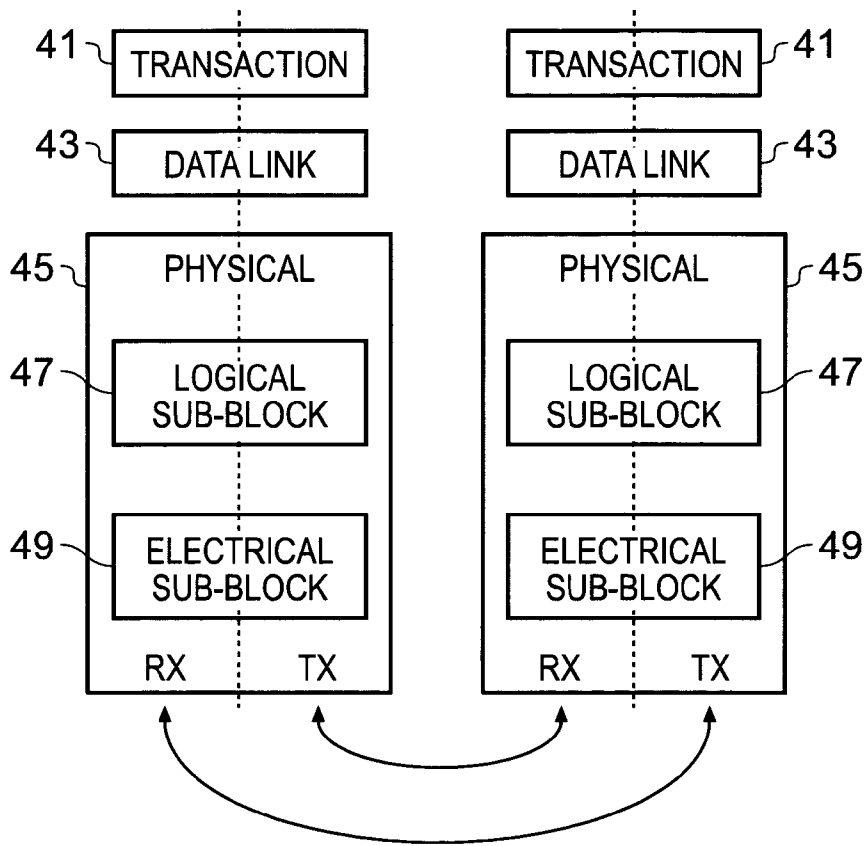 41 TRANSACTION TRANSACTION 41
43 DATA LINK DATA LINK 43
45 PHYSICAL PHYSICAL 45
47 LOGICAL SUB-BLOCK LOGICAL SUB-BLOCK 47
49 ELECTRICAL SUB-BLOCK ELECTRICAL SUB-BLOCK 49
RX TX RX TX